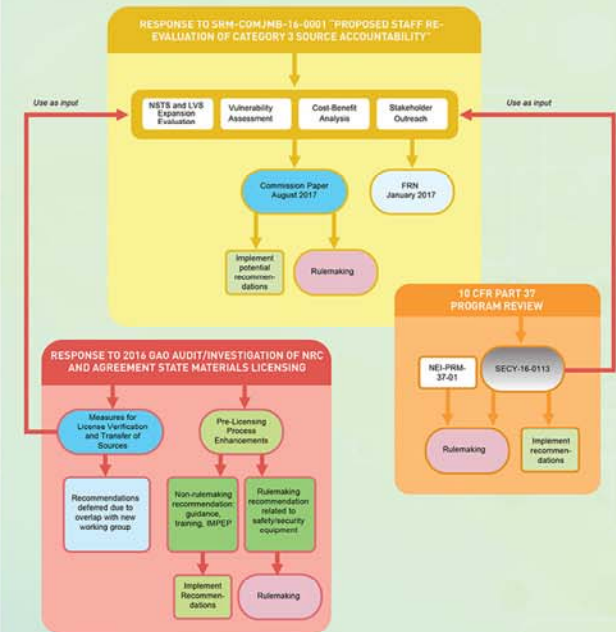 RESPONSE TO SRM-COMJMB-16-0001 "PROPOSED STAFF RE-
EVALUATION OF CATEGORY 3 SOURCE ACCOUNTABILITY"
Use as input
Use as input
NSTS and LVS
Expansion
Evaluation
Vulnerability
Assessment
Cost-Benefit
Analysis
Stakeholder
Outreach
Commission Paper
August 2017
FRN
January 2017
Implement
potential
recommen-
dations
Rulemaking
10 CFR PART 37
PROGRAM REVIEW
NEI-PRM-
37-01
SECY-16-0113
Rulemaking
Implement
recommen-
dations
RESPONSE TO 2016 GAO AUDIT/INVESTIGATION OF NRC
AND AGREEMENT STATE MATERIALS LICENSING
Measures for
License Verification
and Transfer of
Sources
Pre-Licensing
Process
Enhancements
Recommendations
deferred due to
overlap with new
working group
Non-rulemaking
recommendation:
guidance,
training, IMPEP
Rulemaking
recommendation
related to
safety/security
equipment
Implement
Recommen-
dations
Rulemaking